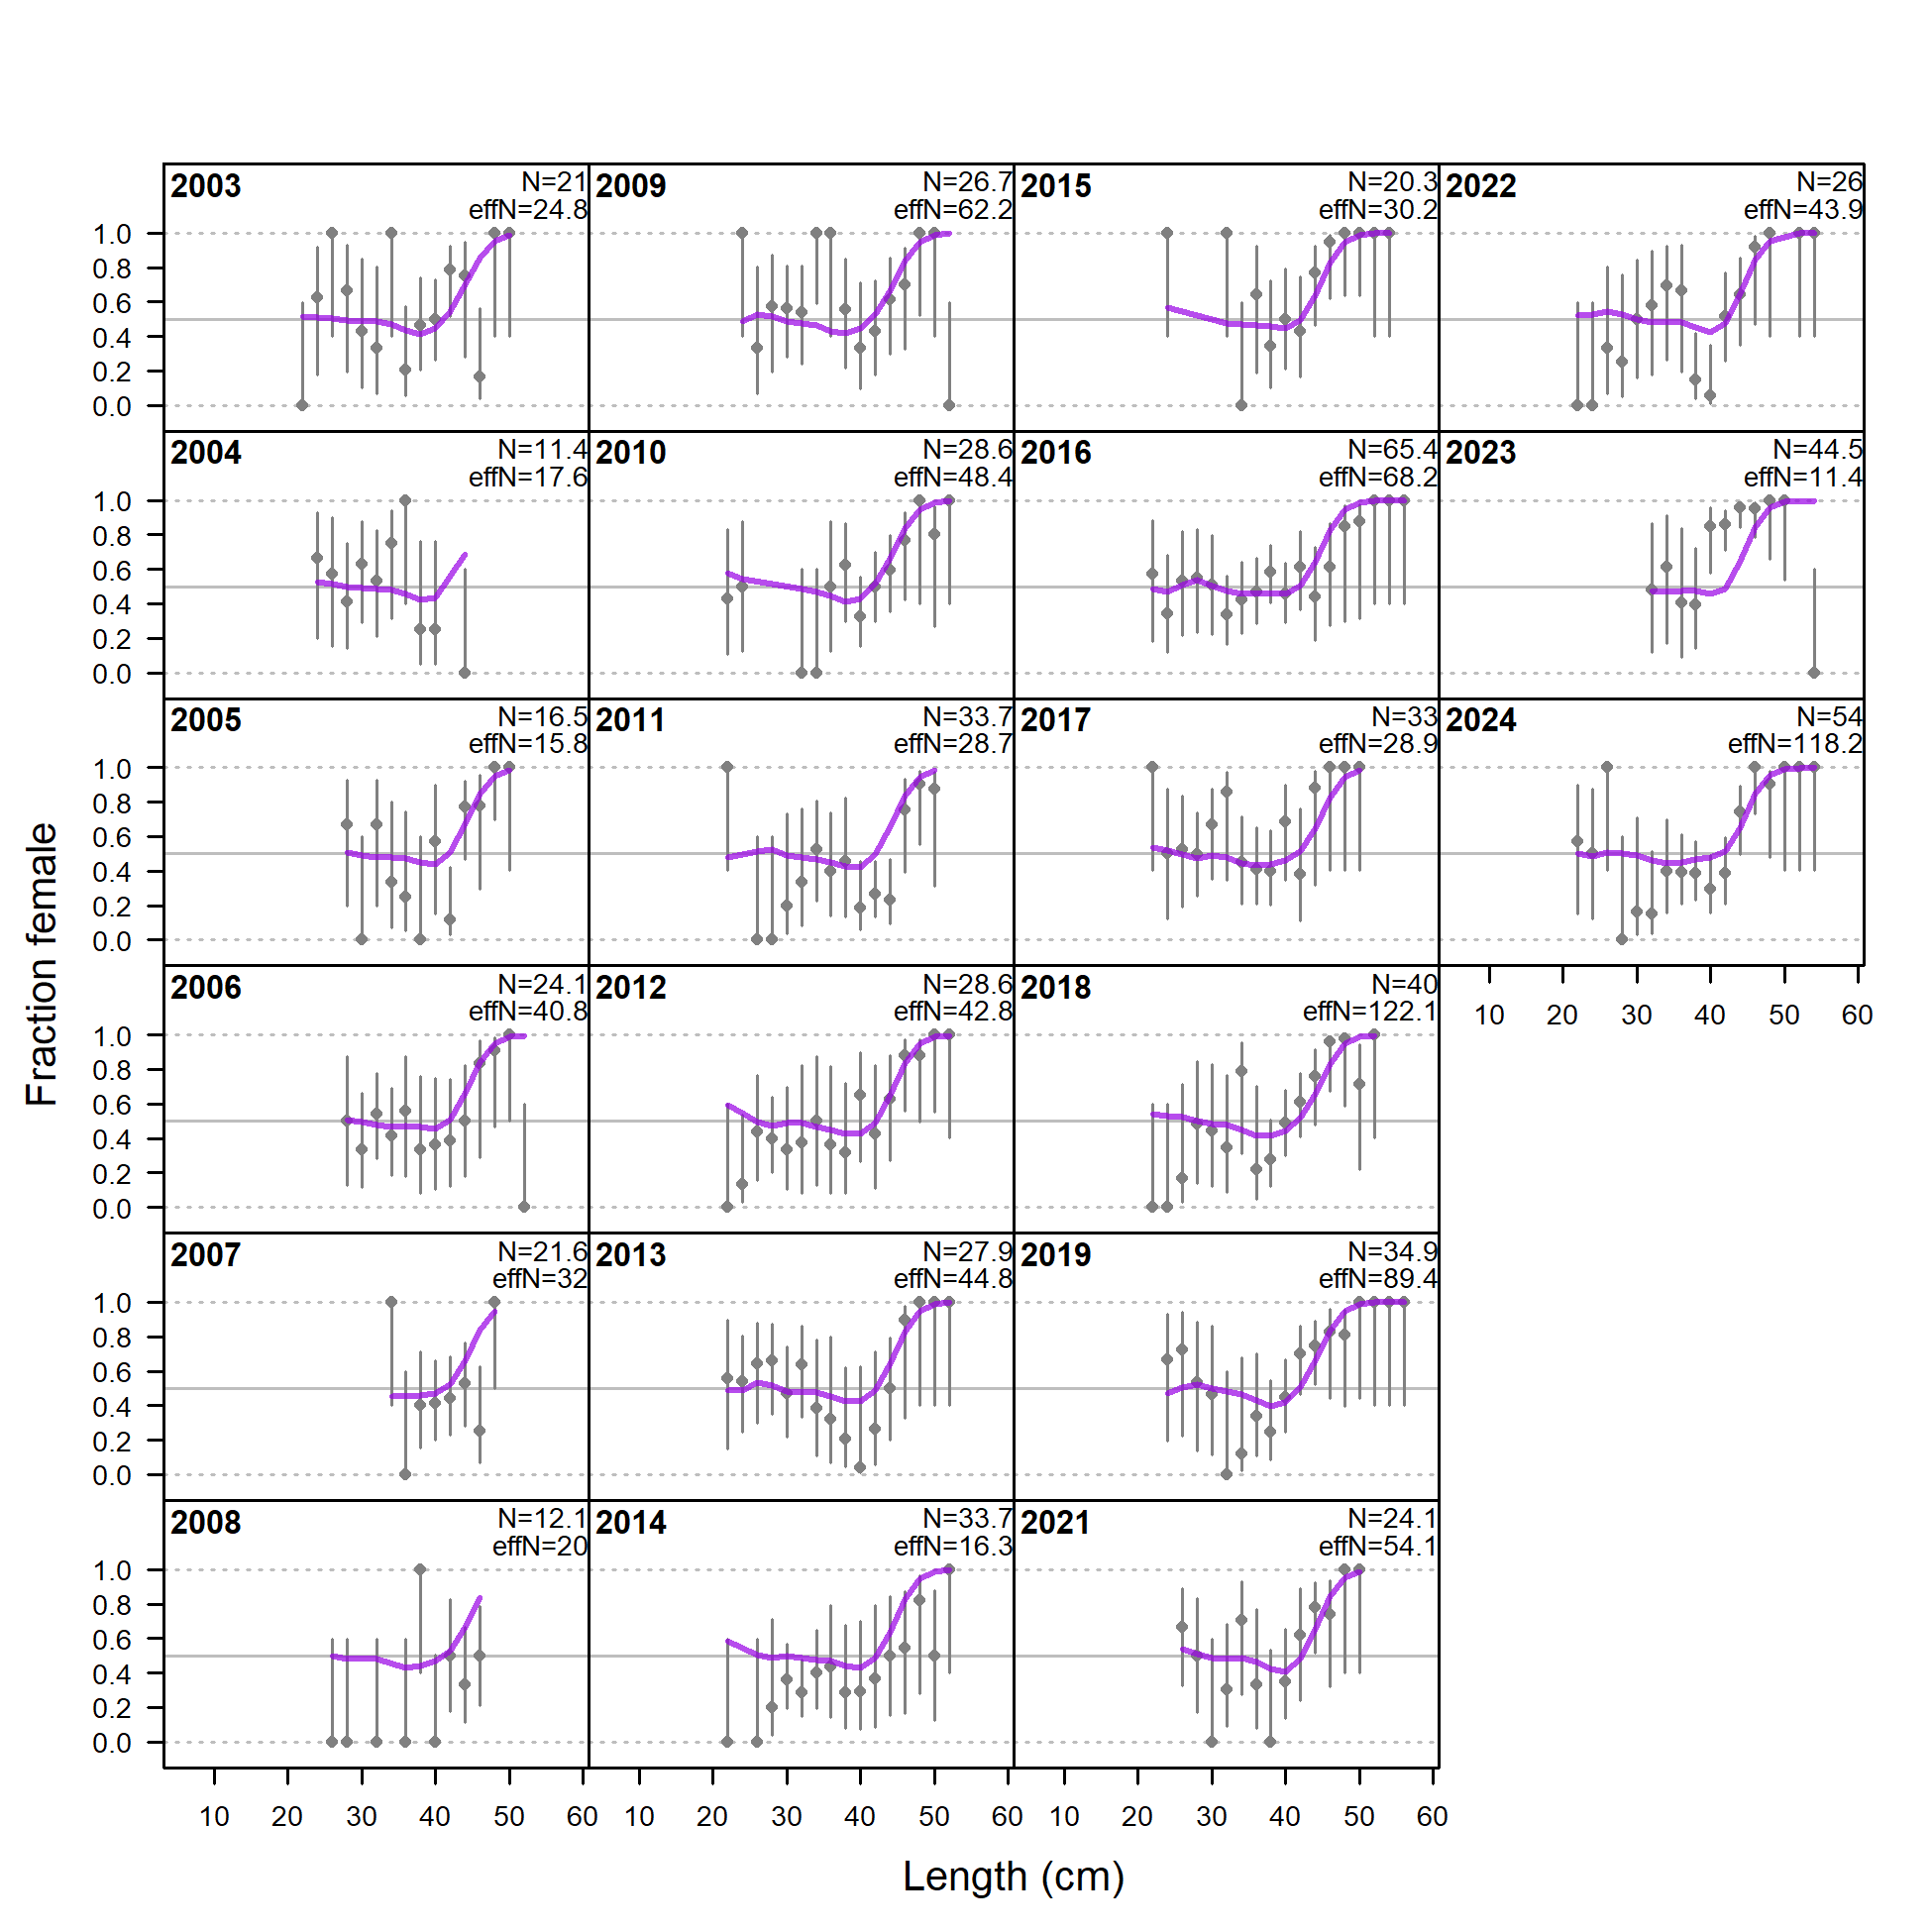 2003 N=21 2009 N=26.7 2015 N=20.3 2022 N=26
effN=24.8 effN=62.2 effN=30.2 effN=43.9
1.0
0.8
0.6
0.4
0.2
0.0
2004 N=11.4 2010 N=28.6 2016 N=65.4 2023 N=44.5
effN=17.6 effN=48.4 effN=68.2 effN=11.4
1.0
0.8
0.6
0.4
0.2
0.0
2005 N=16.5 2011 N=33.7 2017 N=33 2024 N=54
effN=15.8 effN=28.7 effN=28.9 effN=118.2
1.0
0.8
0.6
0.4
0.2
0.0
Fraction female
2006 N=24.1 2012 N=28.6 2018 N=40
effN=40.8 effN=42.8 effN=122.1
10 20 30 40 50 60
1.0
0.8
0.6
0.4
0.2
0.0
2007 N=21.6 2013 N=27.9 2019 N=34.9
effN=32 effN=44.8 effN=89.4
1.0
0.8
0.6
0.4
0.2
0.0
2008 N=12.1 2014 N=33.7 2021 N=24.1
effN=20 effN=16.3 effN=54.1
1.0
0.8
0.6
0.4
0.2
0.0
10 20 30 40 50 60 10 20 30 40 50 60 10 20 30 40 50 60
Length (cm)